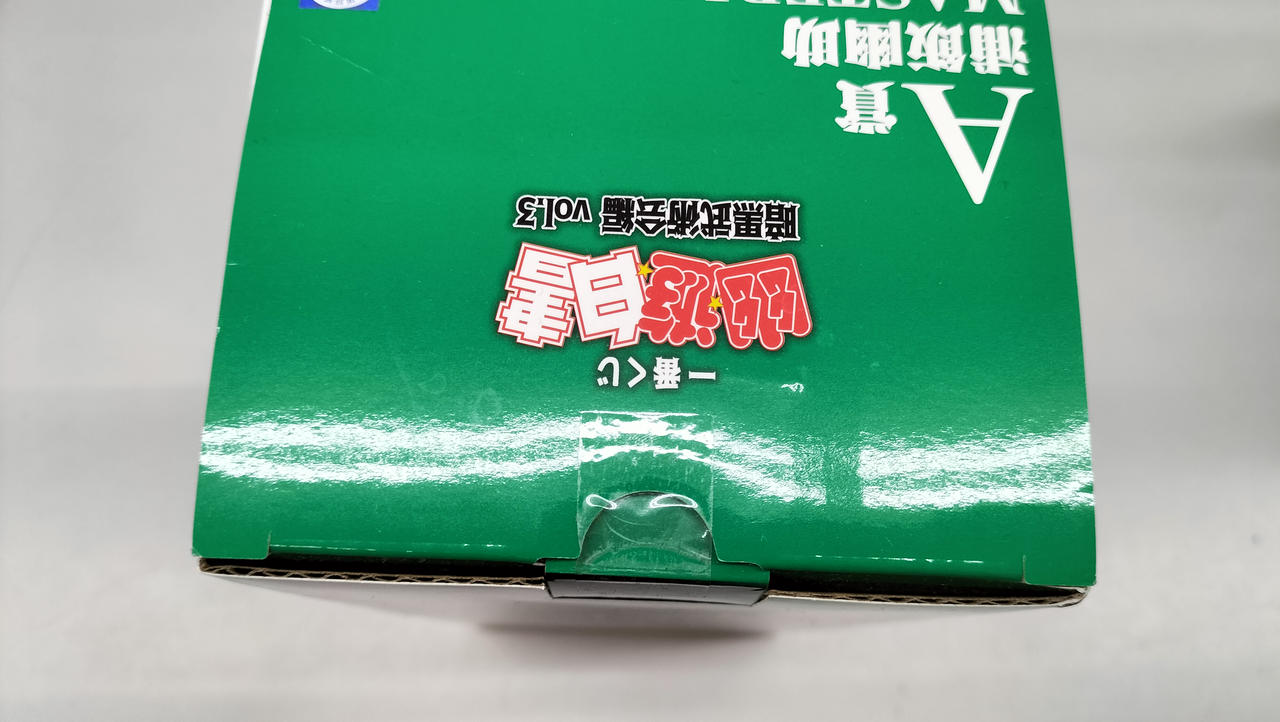 一番くじ
幽★遊★白書
暗黒武術会編 vol.3
A賞
浦飯幽助